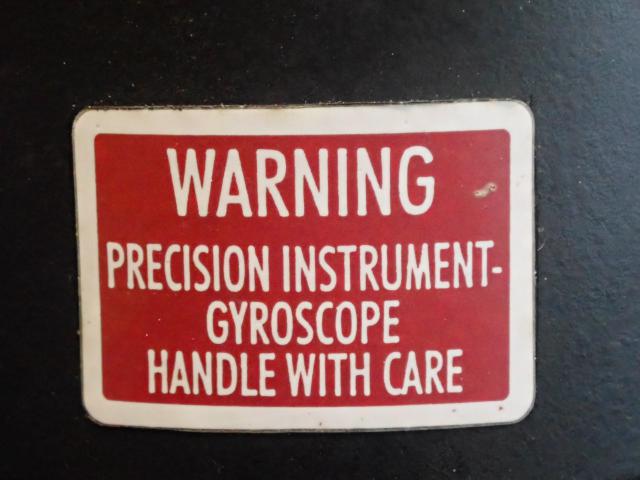 WARNING
PRECISION INSTRUMENT-
GYROSCOPE
HANDLE WITH CARE